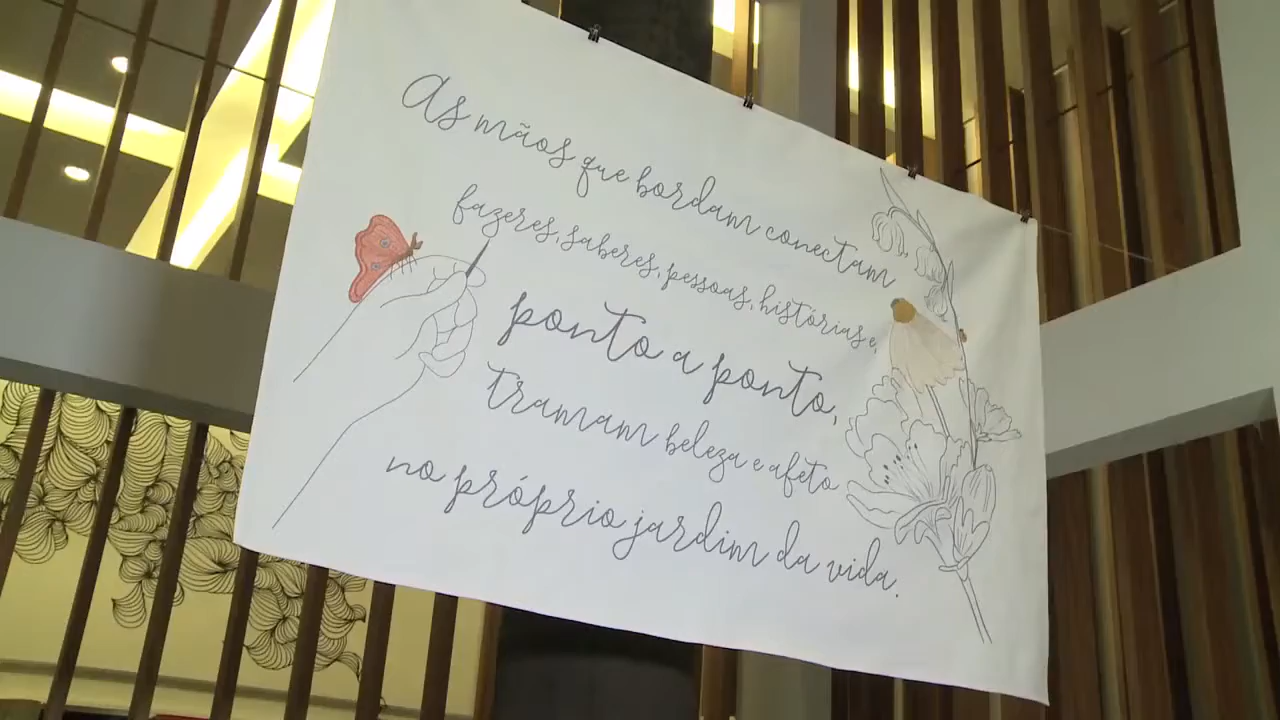 As mãos que bordam conectam
fazeres, saberes, pessoas, histórias e,
ponto a ponto,
tramam beleza e afeto
no próprio jardim da vida.